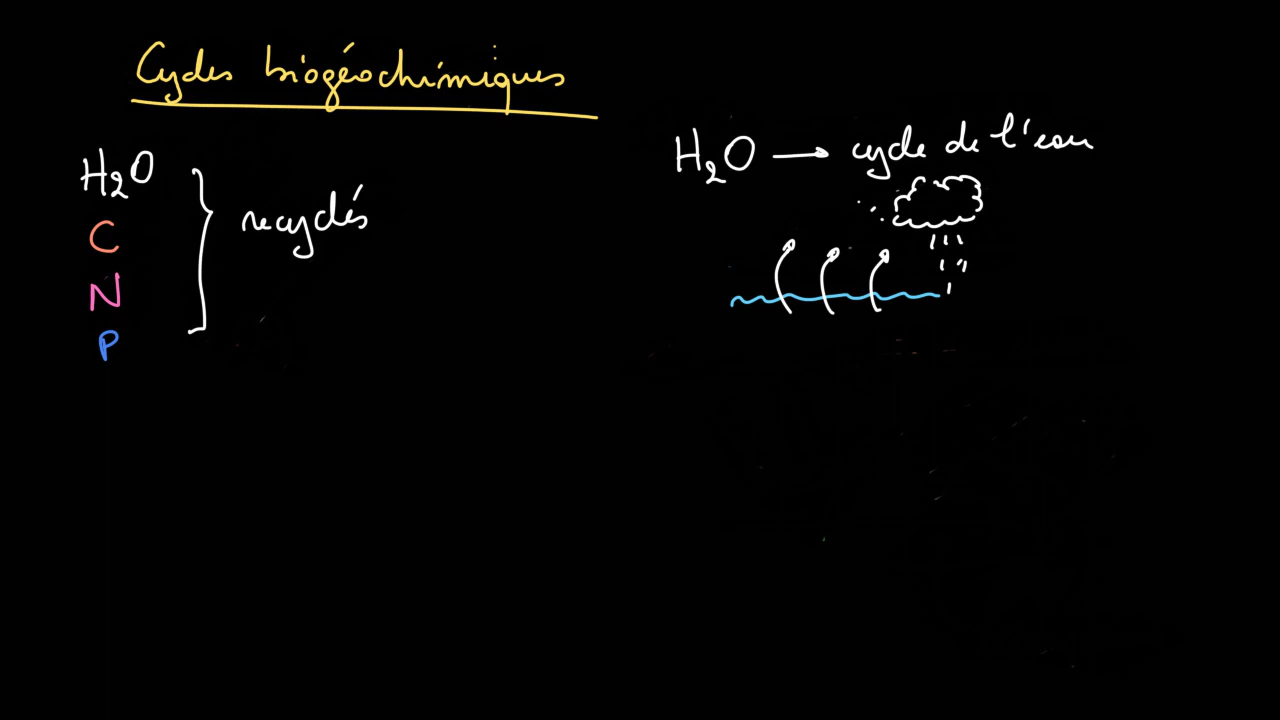 Cycles biogéochimiques
H₂O
C
N
P
recyclés
H₂O → cycle de l'eau